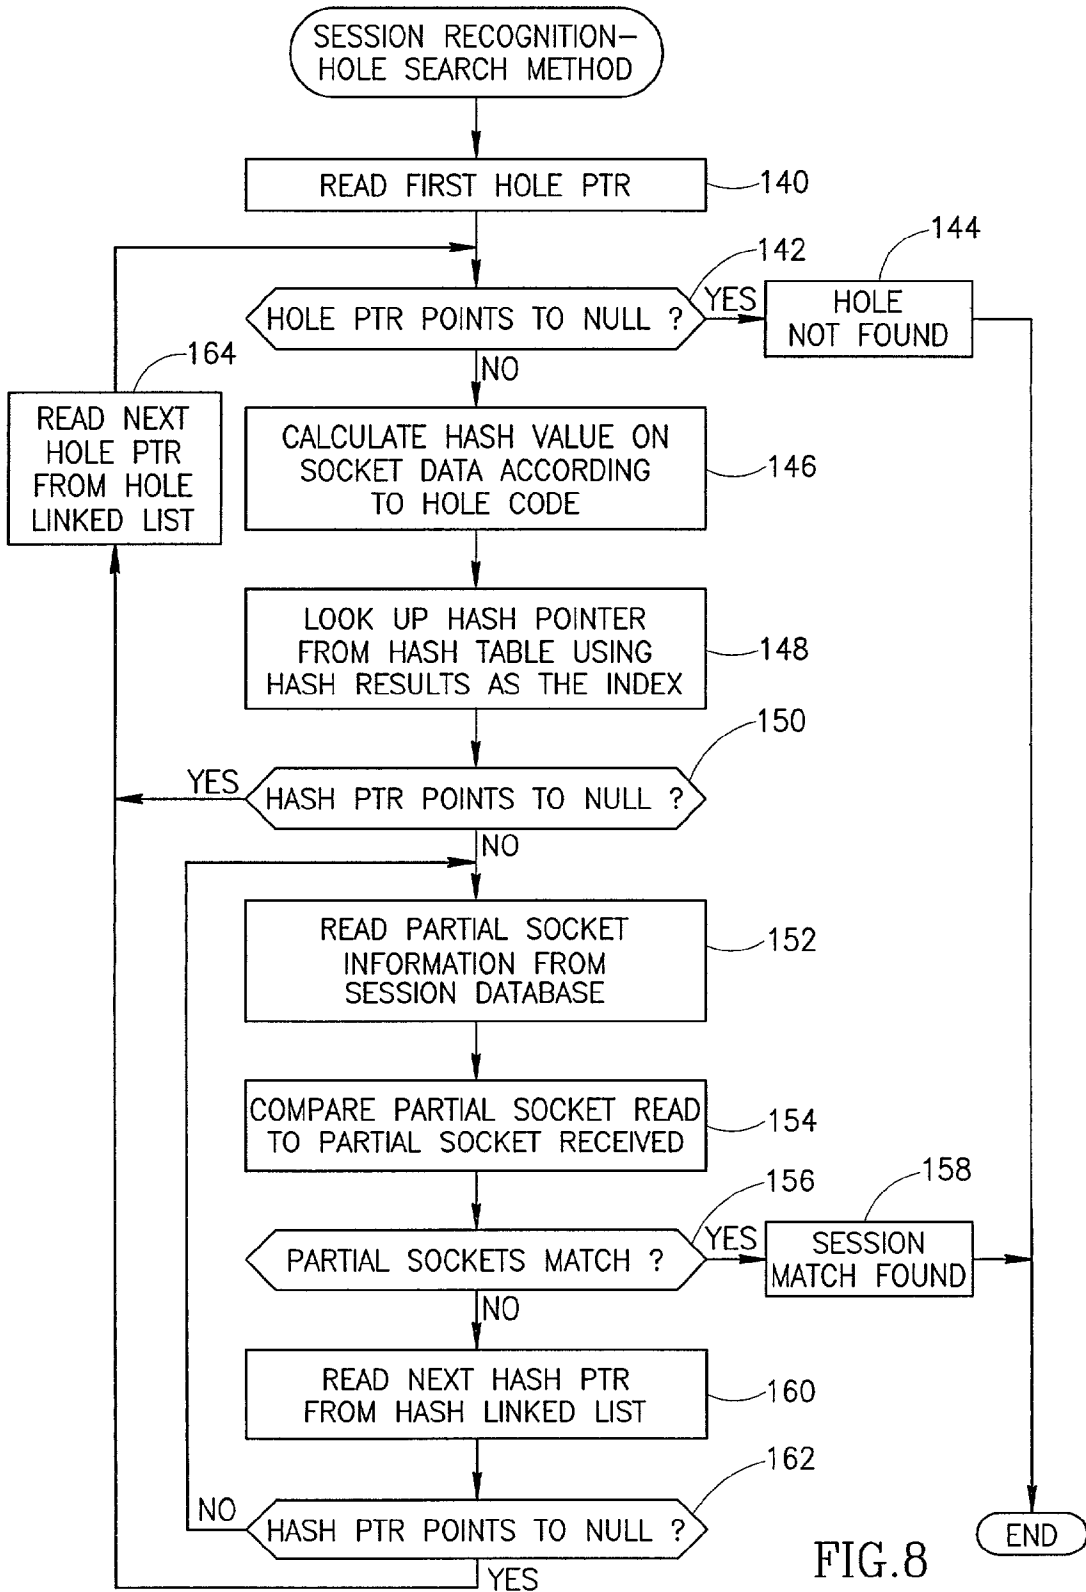 SESSION RECOGNITION-
HOLE SEARCH METHOD
READ FIRST HOLE PTR
140
142
144
HOLE PTR POINTS TO NULL ?
YES
HOLE
NOT FOUND
NO
164
READ NEXT
HOLE PTR
FROM HOLE
LINKED LIST
CALCULATE HASH VALUE ON
SOCKET DATA ACCORDING
TO HOLE CODE
146
LOOK UP HASH POINTER
FROM HASH TABLE USING
HASH RESULTS AS THE INDEX
148
150
YES
HASH PTR POINTS TO NULL ?
NO
READ PARTIAL SOCKET
INFORMATION FROM
SESSION DATABASE
152
COMPARE PARTIAL SOCKET READ
TO PARTIAL SOCKET RECEIVED
154
156
158
PARTIAL SOCKETS MATCH ?
YES
SESSION
MATCH FOUND
NO
READ NEXT HASH PTR
FROM HASH LINKED LIST
160
162
NO
HASH PTR POINTS TO NULL ?
YES
END
FIG.8